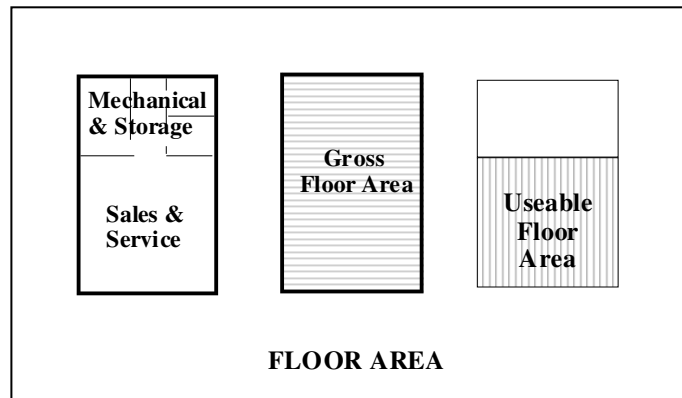 Mechanical
& Storage
Sales &
Service
Gross
Floor Area
Useable
Floor
Area
FLOOR AREA